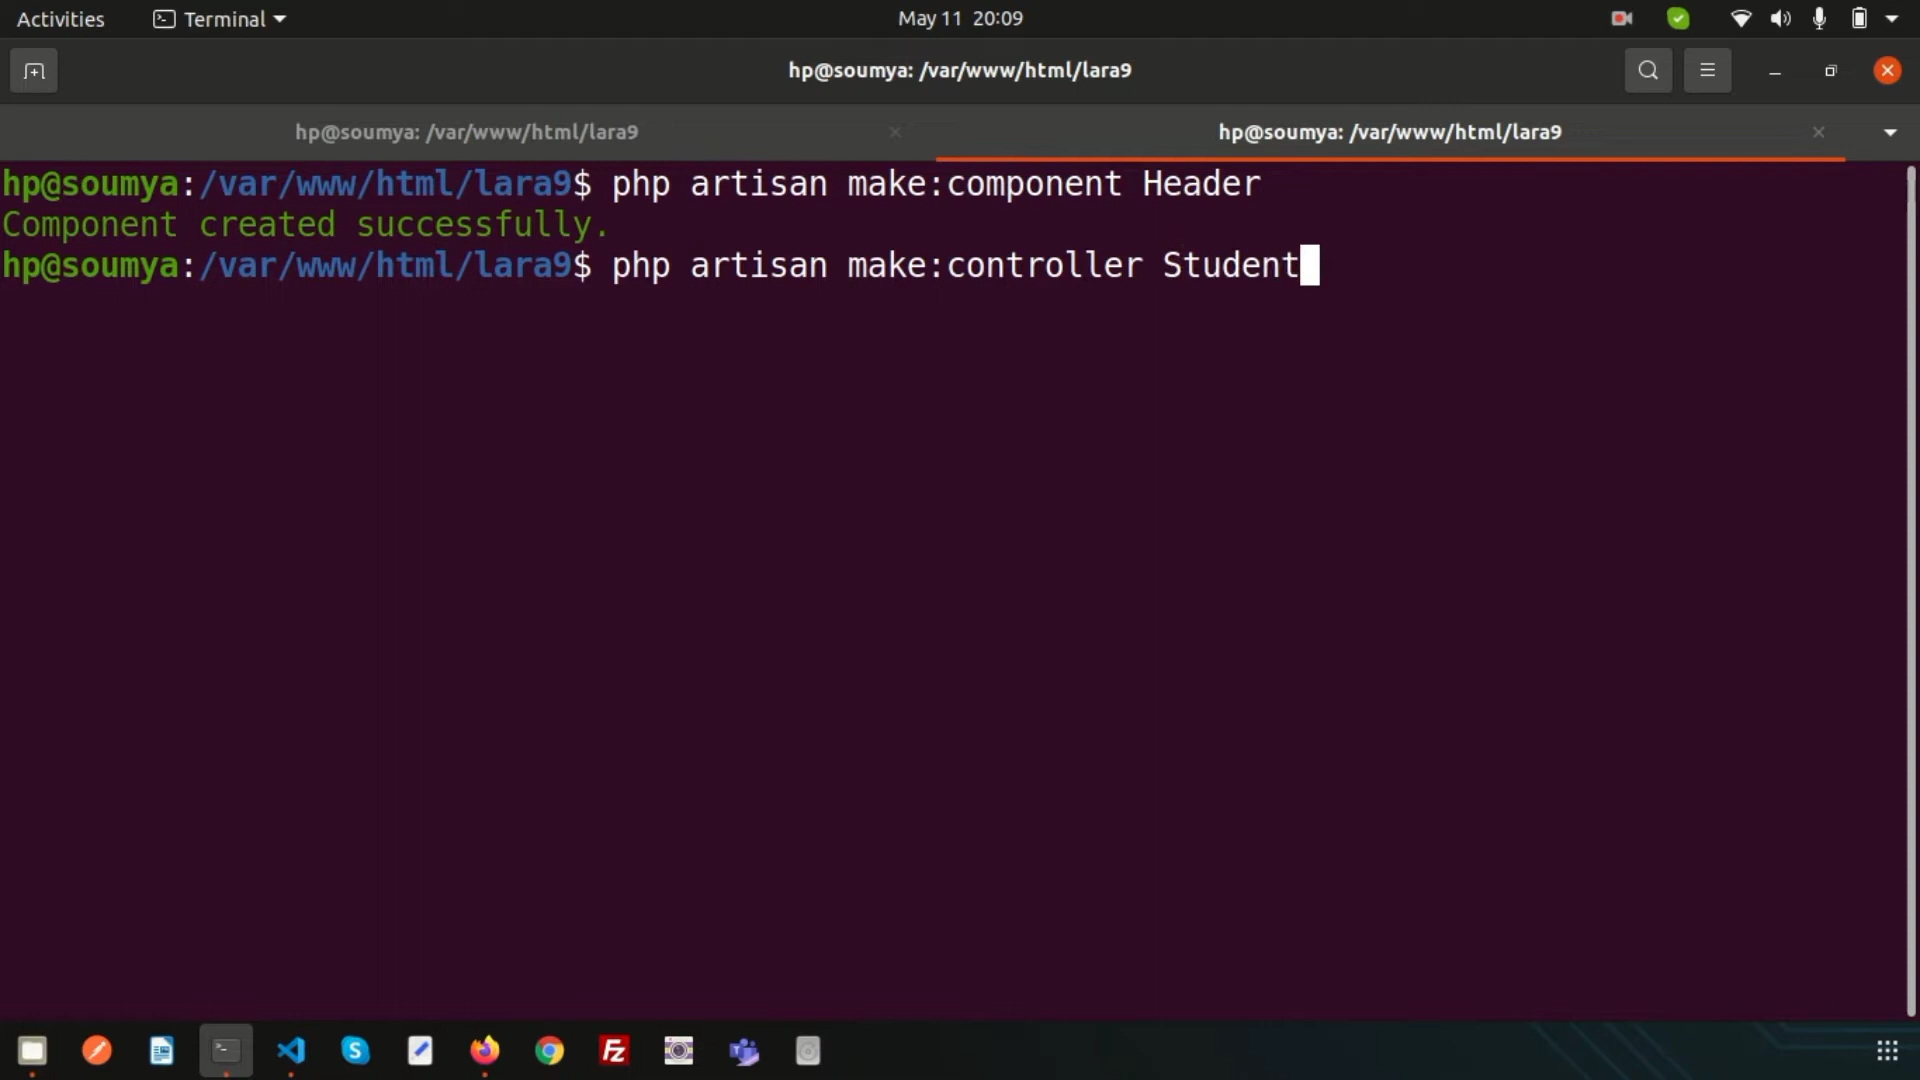 Activities
Terminal
May 11 20:09
hp@soumya: /var/www/html/lara9
hp@soumya: /var/www/html/lara9
hp@soumya: /var/www/html/lara9
hp@soumya:/var/www/html/lara9$ php artisan make:component Header
Component created successfully.
hp@soumya:/var/www/html/lara9$ php artisan make:controller Student